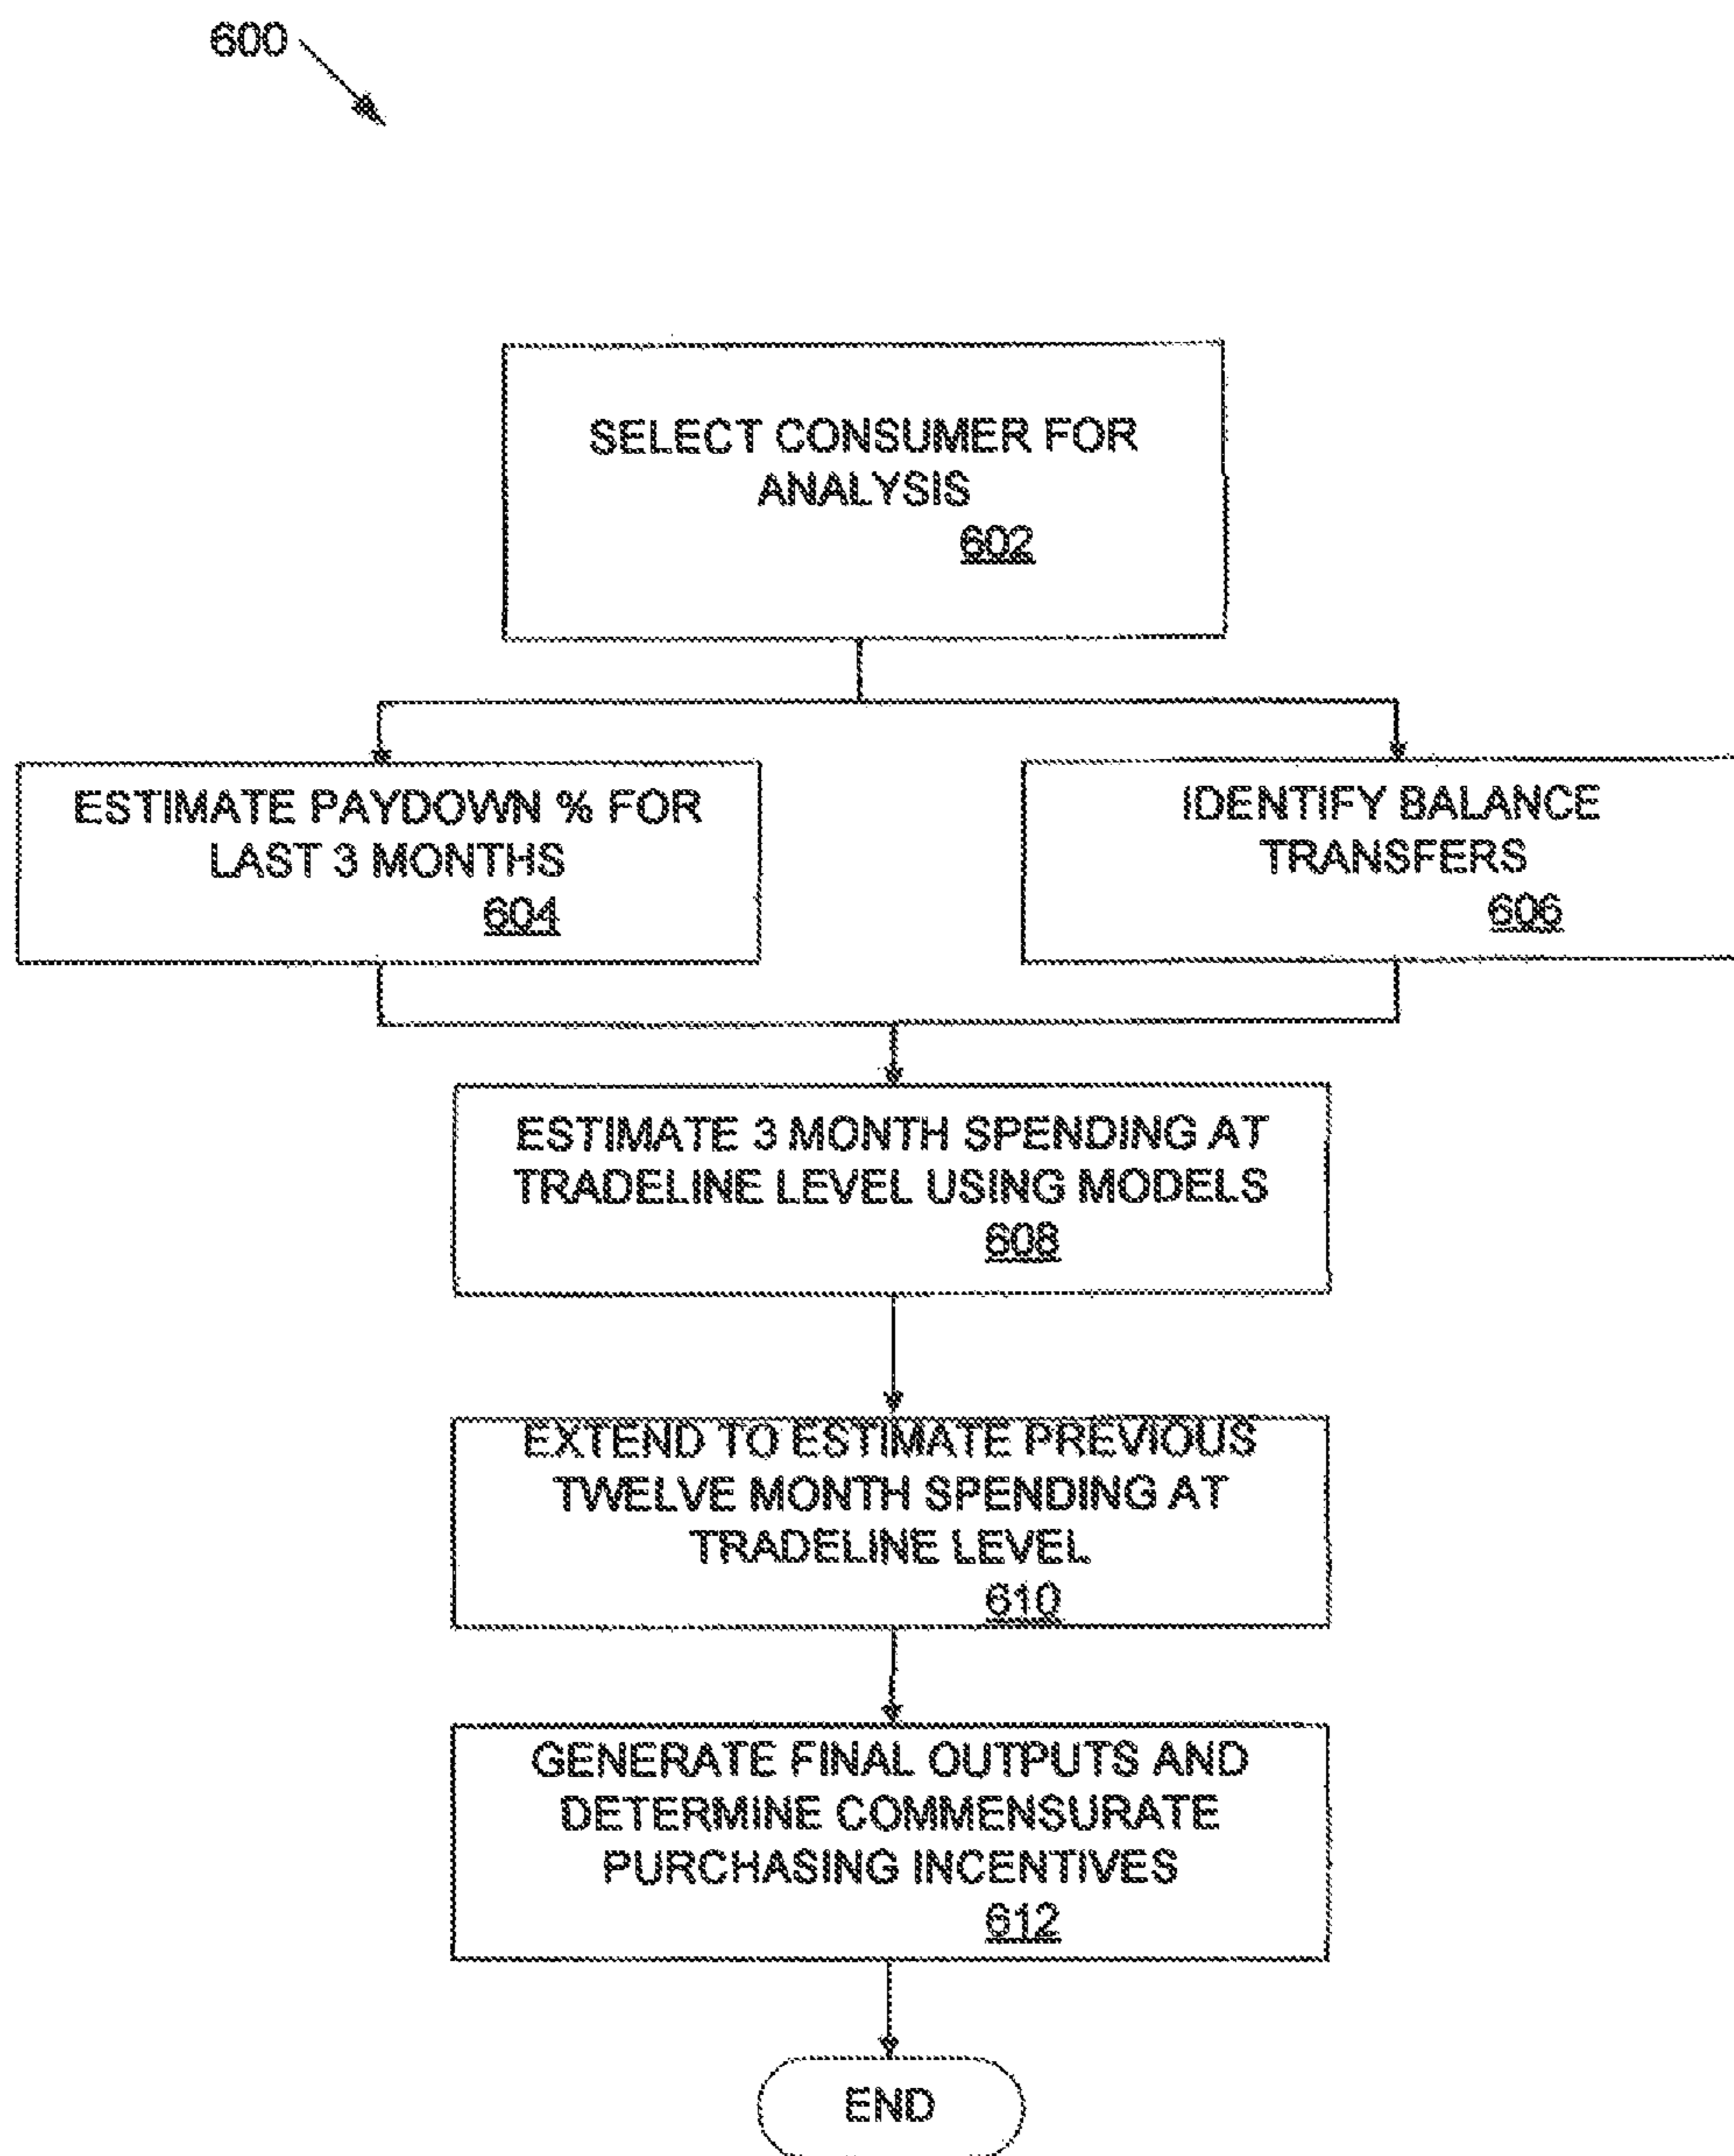 600
SELECT CONSUMER FOR
ANALYSIS
602
ESTIMATE PAYDOWN % FOR
LAST 3 MONTHS
604
IDENTIFY BALANCE
TRANSFERS
606
ESTIMATE 3 MONTH SPENDING AT
TRADELINE LEVEL USING MODELS
608
EXTEND TO ESTIMATE PREVIOUS
TWELVE MONTH SPENDING AT
TRADELINE LEVEL
610
GENERATE FINAL OUTPUTS AND
DETERMINE COMMENSURATE
PURCHASING INCENTIVES
612
END